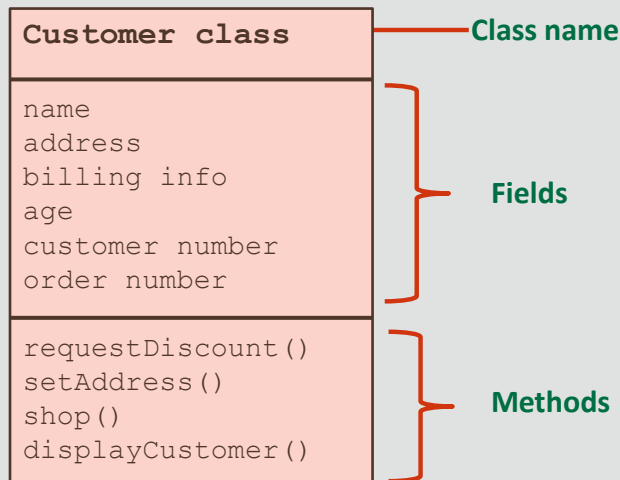 Customer class
Class name
name
address
billing info
age
customer number
order number
Fields
requestDiscount()
setAddress()
shop()
displayCustomer()
Methods